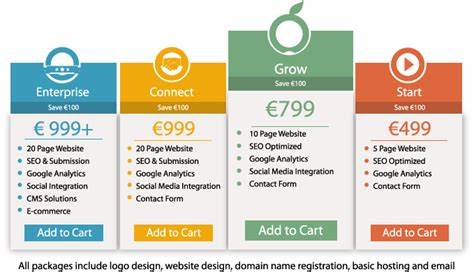 Enterprise
Save €100
€ 999+
20 Page Website
SEO & Submission
Google Analytics
Social Integration
CMS Solutions
E-commerce
Add to Cart
Connect
Save €100
€999
20 Page Website
SEO & Submission
Google Analytics
Social Media Integration
Contact Form
Add to Cart
Grow
Save €100
€799
10 Page Website
SEO Optimized
Google Analytics
Social Media Integration
Contact Form
Add to Cart
Start
Save €100
€499
5 Page Website
SEO Optimized
Google Analytics
Contact Form
Add to Cart
All packages include logo design, website design, domain name registration, basic hosting and email